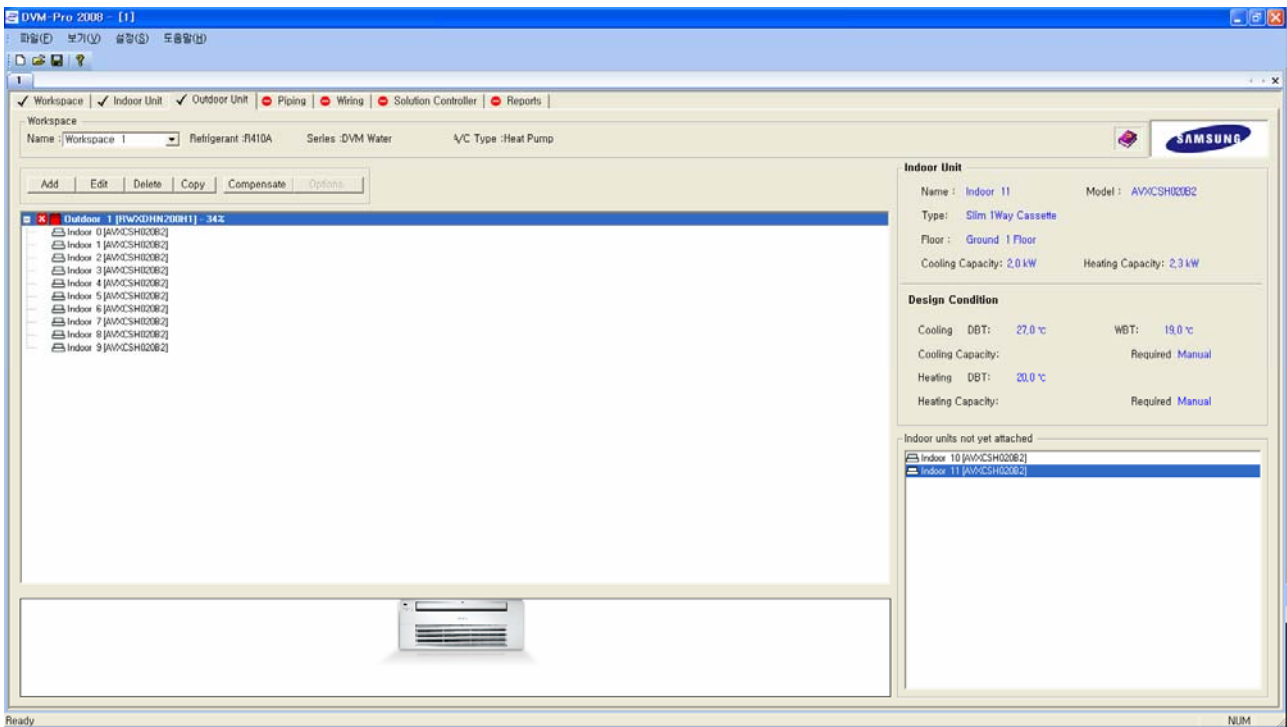 DVM-Pro 2008 - [1]
파일(F) 보기(V) 설정(S) 도움말(H)
1
Workspace Indoor Unit Outdoor Unit Piping Wiring Solution Controller Reports
Workspace
Name : Workspace 1 Refrigerant :R410A Series :DVM Water A/C Type :Heat Pump
SAMSUNG
Add Edit Delete Copy Compensate Options
Outdoor 1 [RWXDHN200H1] - 34%
Indoor 0 [AVXCSH020B2]
Indoor 1 [AVXCSH020B2]
Indoor 2 [AVXCSH020B2]
Indoor 3 [AVXCSH020B2]
Indoor 4 [AVXCSH020B2]
Indoor 5 [AVXCSH020B2]
Indoor 6 [AVXCSH020B2]
Indoor 7 [AVXCSH020B2]
Indoor 8 [AVXCSH020B2]
Indoor 9 [AVXCSH020B2]
Indoor Unit
Name : Indoor 11 Model : AVXCSH020B2
Type: Slim 1Way Cassette
Floor : Ground 1 Floor
Cooling Capacity: 2,0 kW Heating Capacity: 2,3 kW
Design Condition
Cooling DBT: 27,0 ℃ WBT: 19,0 ℃
Cooling Capacity: Required Manual
Heating DBT: 20,0 ℃
Heating Capacity: Required Manual
Indoor units not yet attached
Indoor 10 [AVXCSH020B2]
Indoor 11 [AVXCSH020B2]
Ready NUM